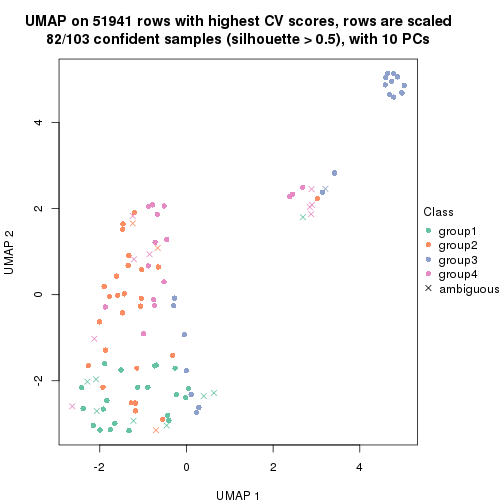 UMAP on 51941 rows with highest CV scores, rows are scaled
82/103 confident samples (silhouette > 0.5), with 10 PCs
4
2
0
-2
UMAP 2
-2
0
2
4
UMAP 1
Class
group1
group2
group3
group4
ambiguous